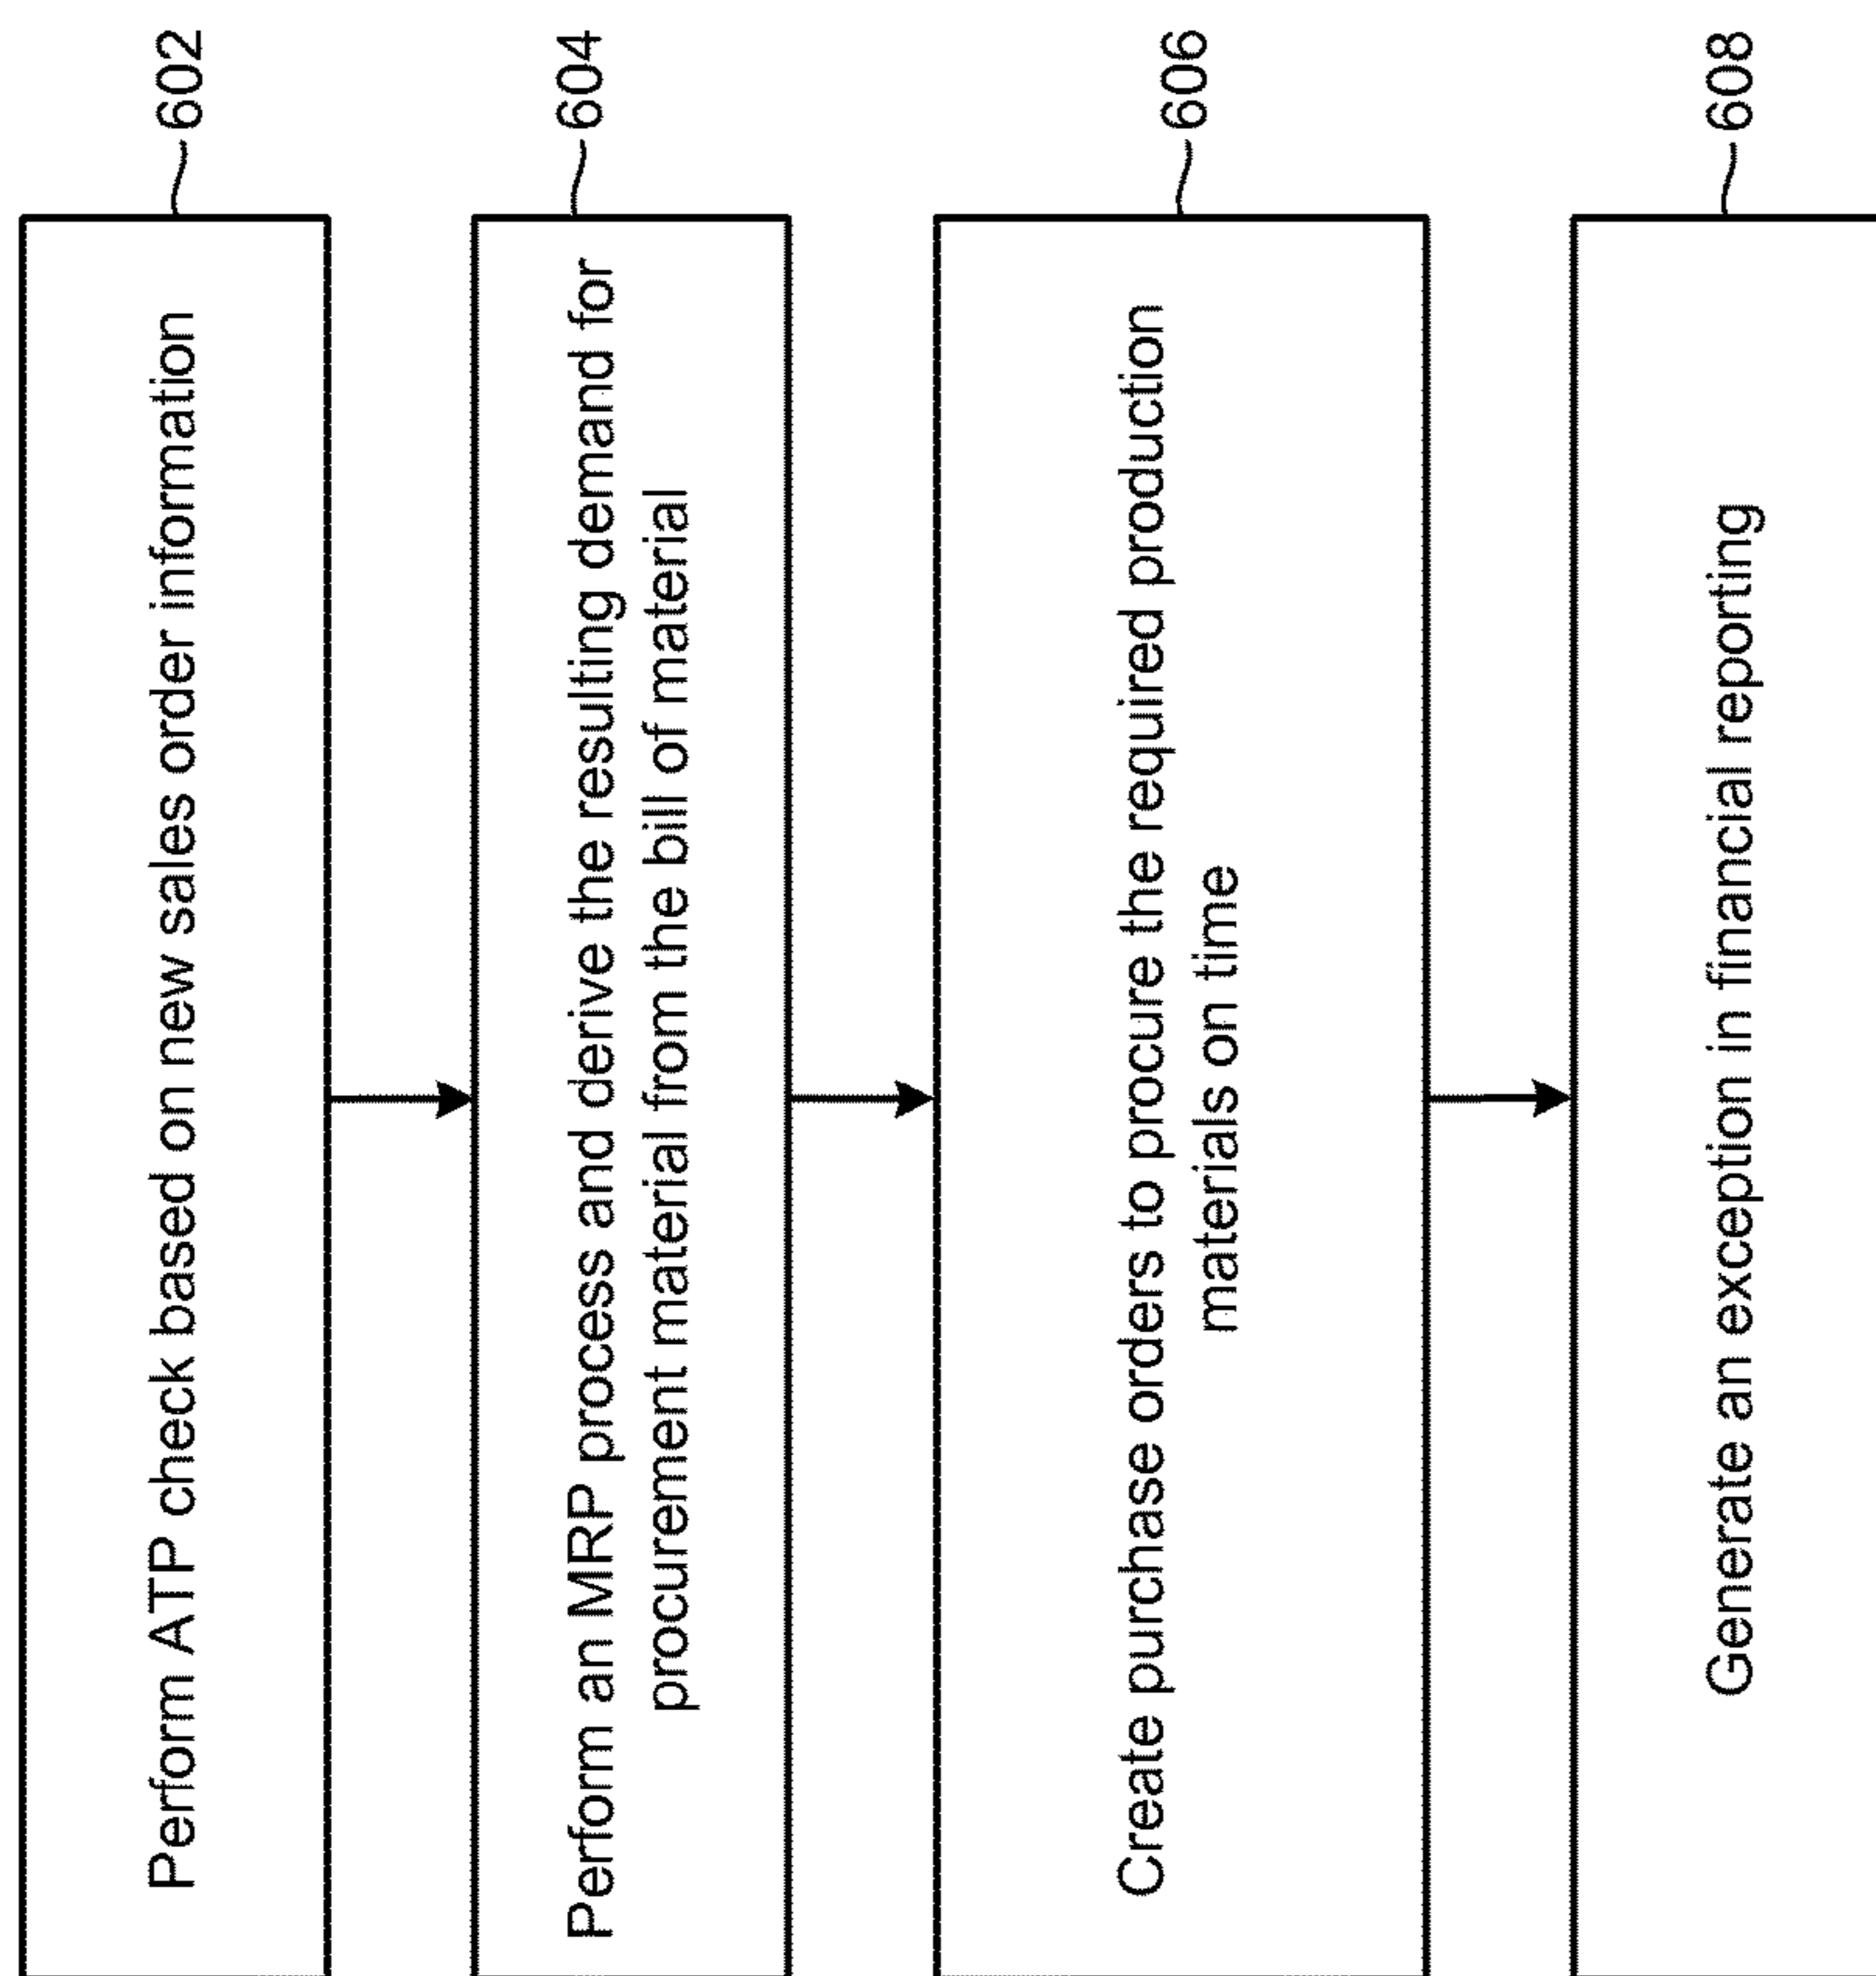 602
Perform ATP check based on new sales order information
604
Perform an MRP process and derive the resulting demand for
procurement material from the bill of material
606
Create purchase orders to procure the required production
materials on time
608
Generate an exception in financial reporting